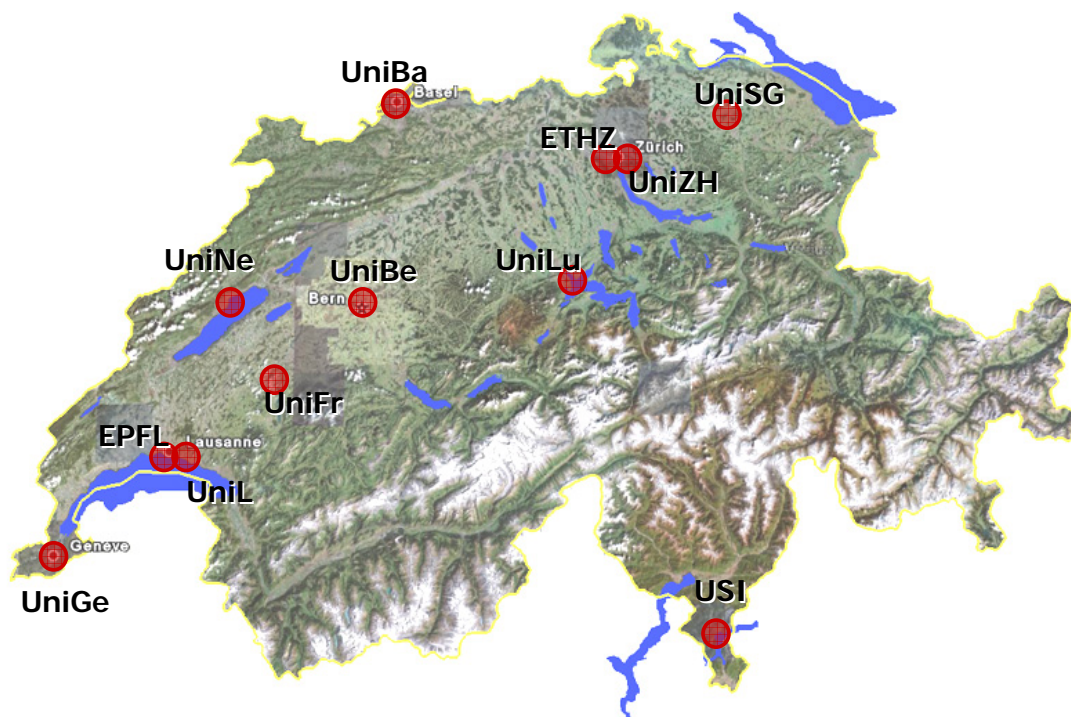 UniBa
Basel
UniSG
ETHZ
Zürich
UniZH
UniNe
UniBe
UniLu
Bern
UniFr
EPFL
Lausanne
UniL
Geneve
UniGe
USI